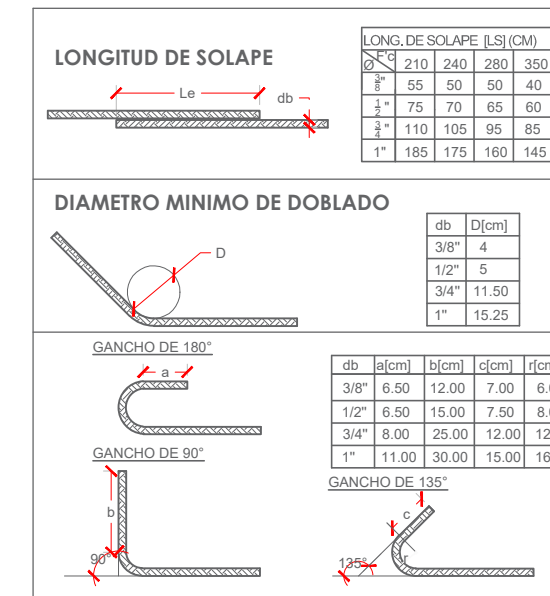 LONGITUD DE SOLAPE
Le
db
LONG. DE SOLAPE [LS] (CM)
Ø F'c 210 240 280 350
3/8" 55 50 50 40
1/2" 75 70 65 60
3/4" 110 105 95 85
1" 185 175 160 145
DIAMETRO MINIMO DE DOBLADO
D
db D[cm]
3/8" 4
1/2" 5
3/4" 11.50
1" 15.25
GANCHO DE 180°
a
db a[cm] b[cm] c[cm]
3/8" 6.50 12.00 7.00
1/2" 6.50 15.00 7.50
3/4" 8.00 25.00 12.00
1" 11.00 30.00 15.00
GANCHO DE 90°
b
90°
GANCHO DE 135°
c
r
135°